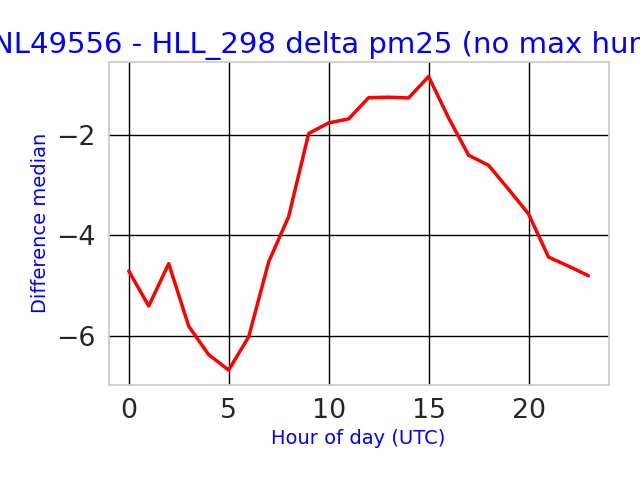 NL49556 - HLL_298 delta pm25 (no max hur
Difference median
−2
−4
−6
0 5 10 15 20
Hour of day (UTC)